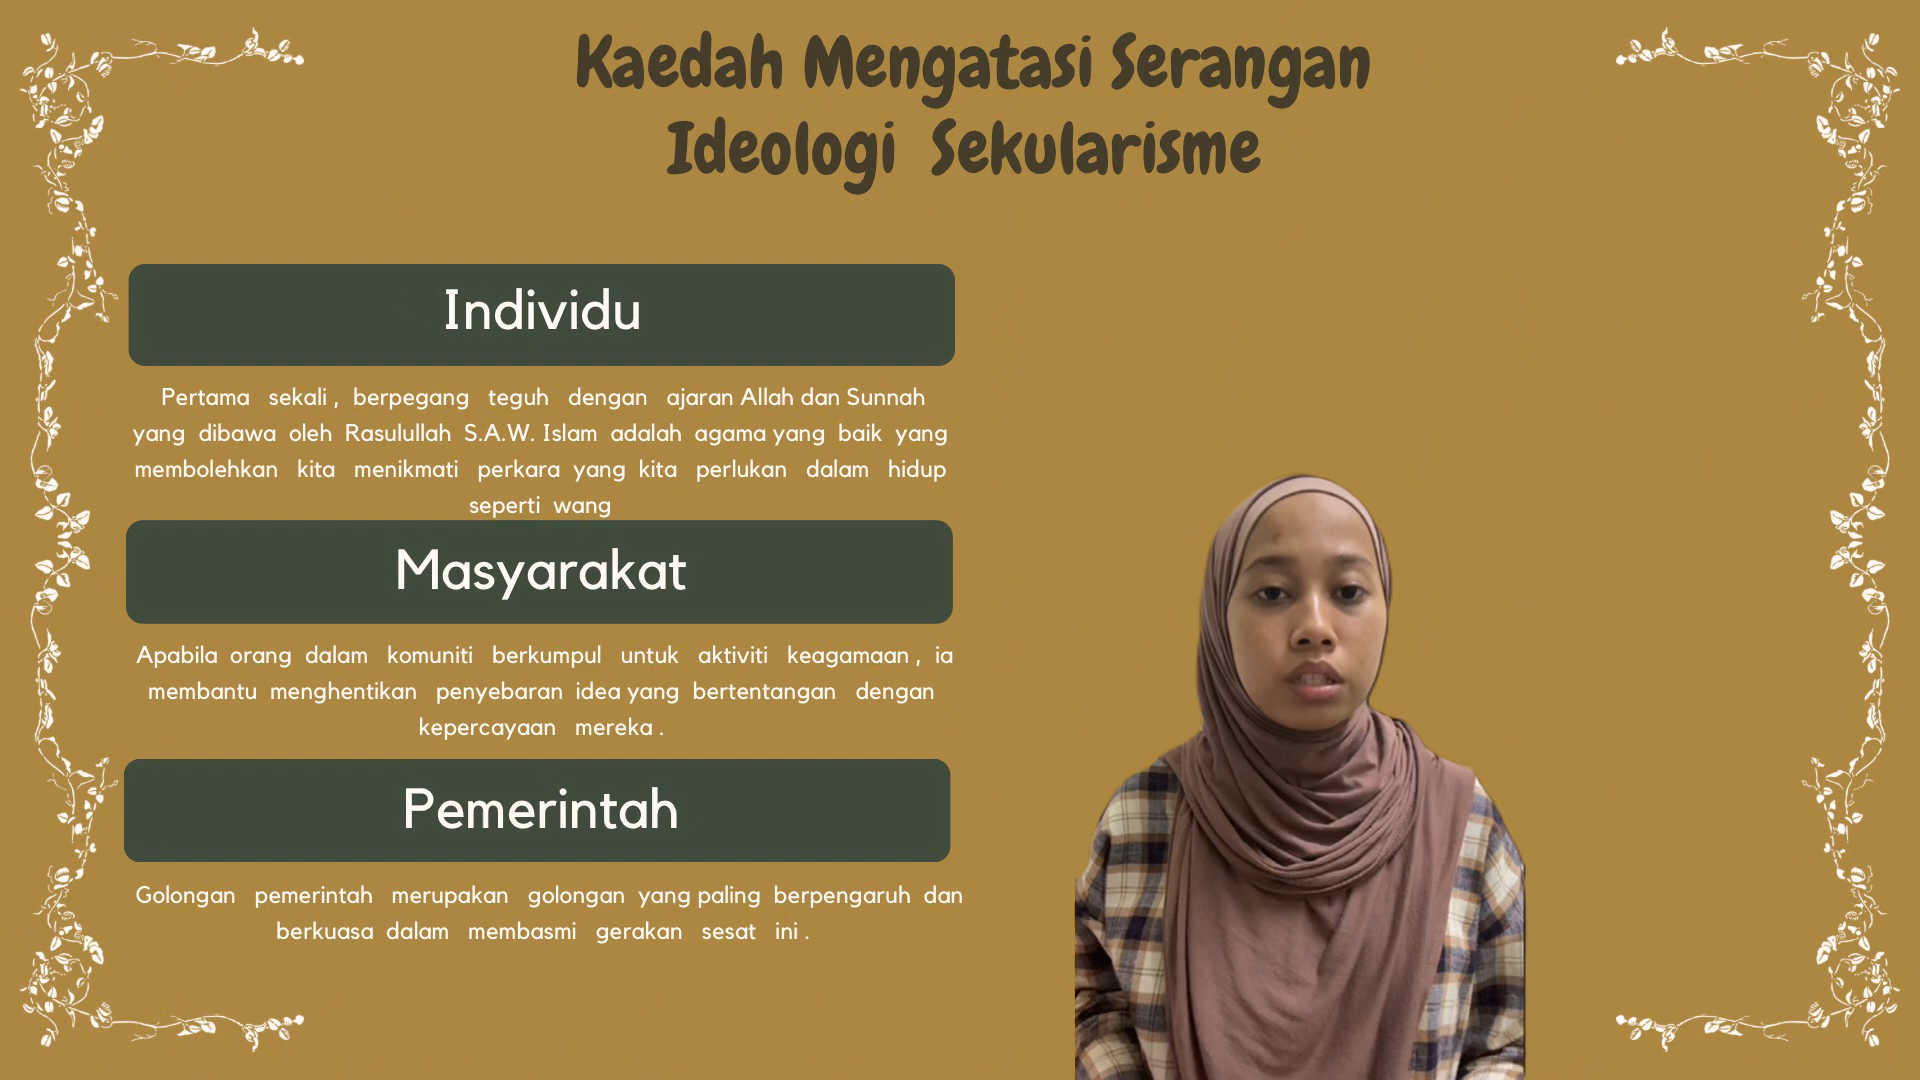 Kaedah Mengatasi Serangan
Ideologi Sekularisme
Individu
Pertama sekali , berpegang teguh dengan ajaran Allah dan Sunnah
yang dibawa oleh Rasulullah S.A.W. Islam adalah agama yang baik yang
membolehkan kita menikmati perkara yang kita perlukan dalam hidup
seperti wang
Masyarakat
Apabila orang dalam komuniti berkumpul untuk aktiviti keagamaan , ia
membantu menghentikan penyebaran idea yang bertentangan dengan
kepercayaan mereka .
Pemerintah
Golongan pemerintah merupakan golongan yang paling berpengaruh dan
berkuasa dalam membasmi gerakan sesat ini .